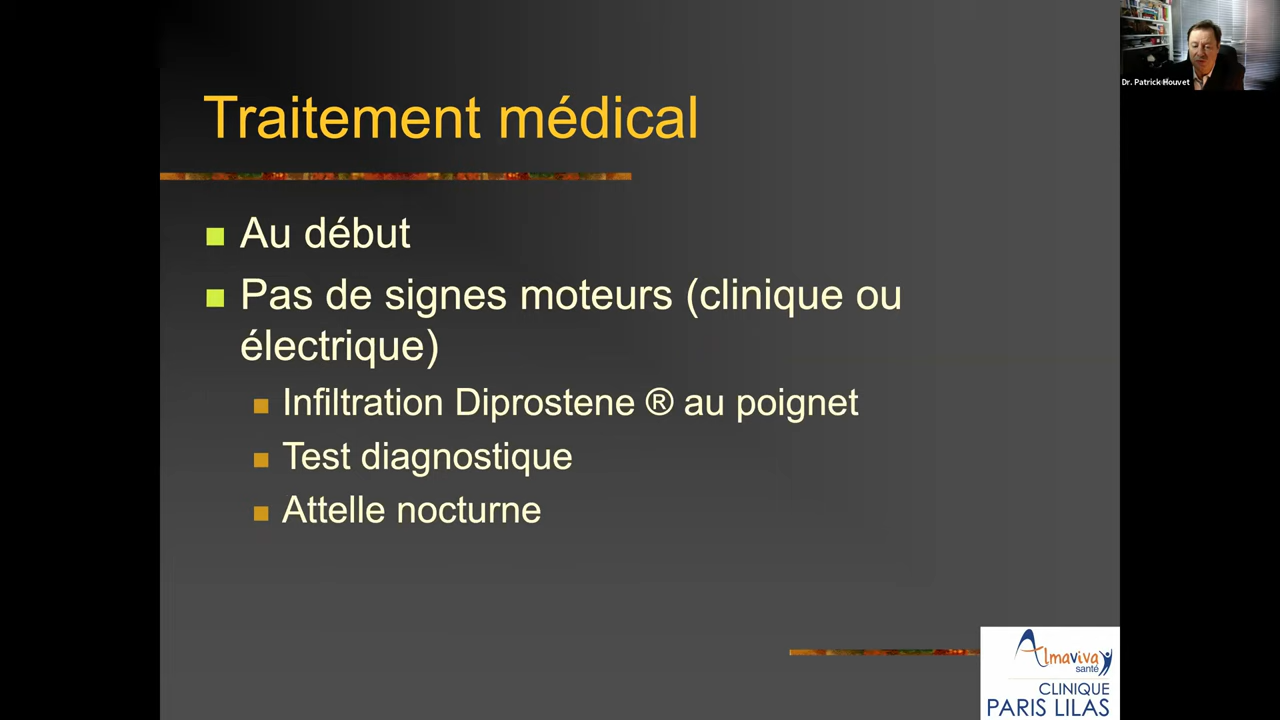 Traitement médical
Au début
Pas de signes moteurs (clinique ou
électrique)
Infiltration Diprostene ® au poignet
Test diagnostique
Attelle nocturne
Dr. Patrick Houvet
Almaviva
santé
CLINIQUE
PARIS LILAS